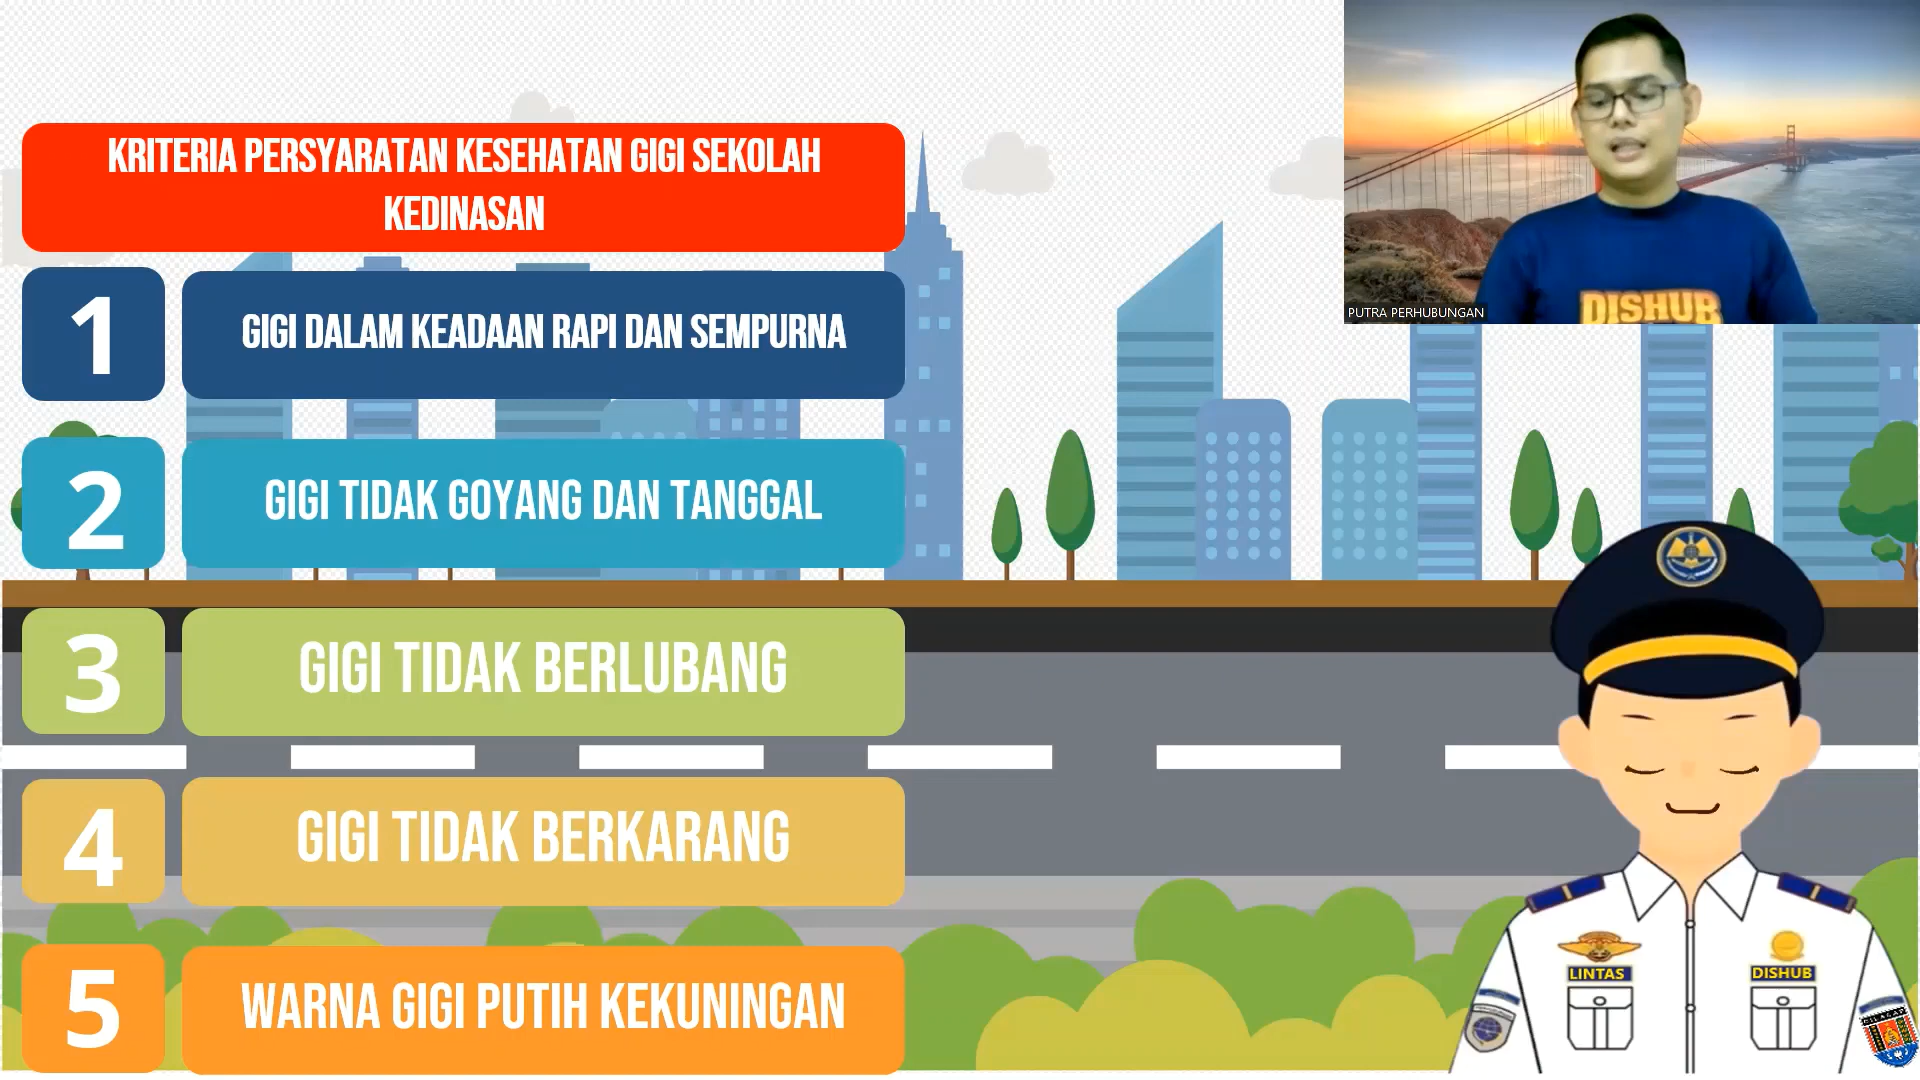 KRITERIA PERSYARATAN KESEHATAN GIGI SEKOLAH
KEDINASAN
1
GIGI DALAM KEADAAN RAPI DAN SEMPURNA
2
GIGI TIDAK GOYANG DAN TANGGAL
3
GIGI TIDAK BERLUBANG
4
GIGI TIDAK BERKARANG
5
WARNA GIGI PUTIH KEKUNINGAN
DISHUB
PUTRA PERHUBUNGAN
LINTAS
DISHUB
CILACAP